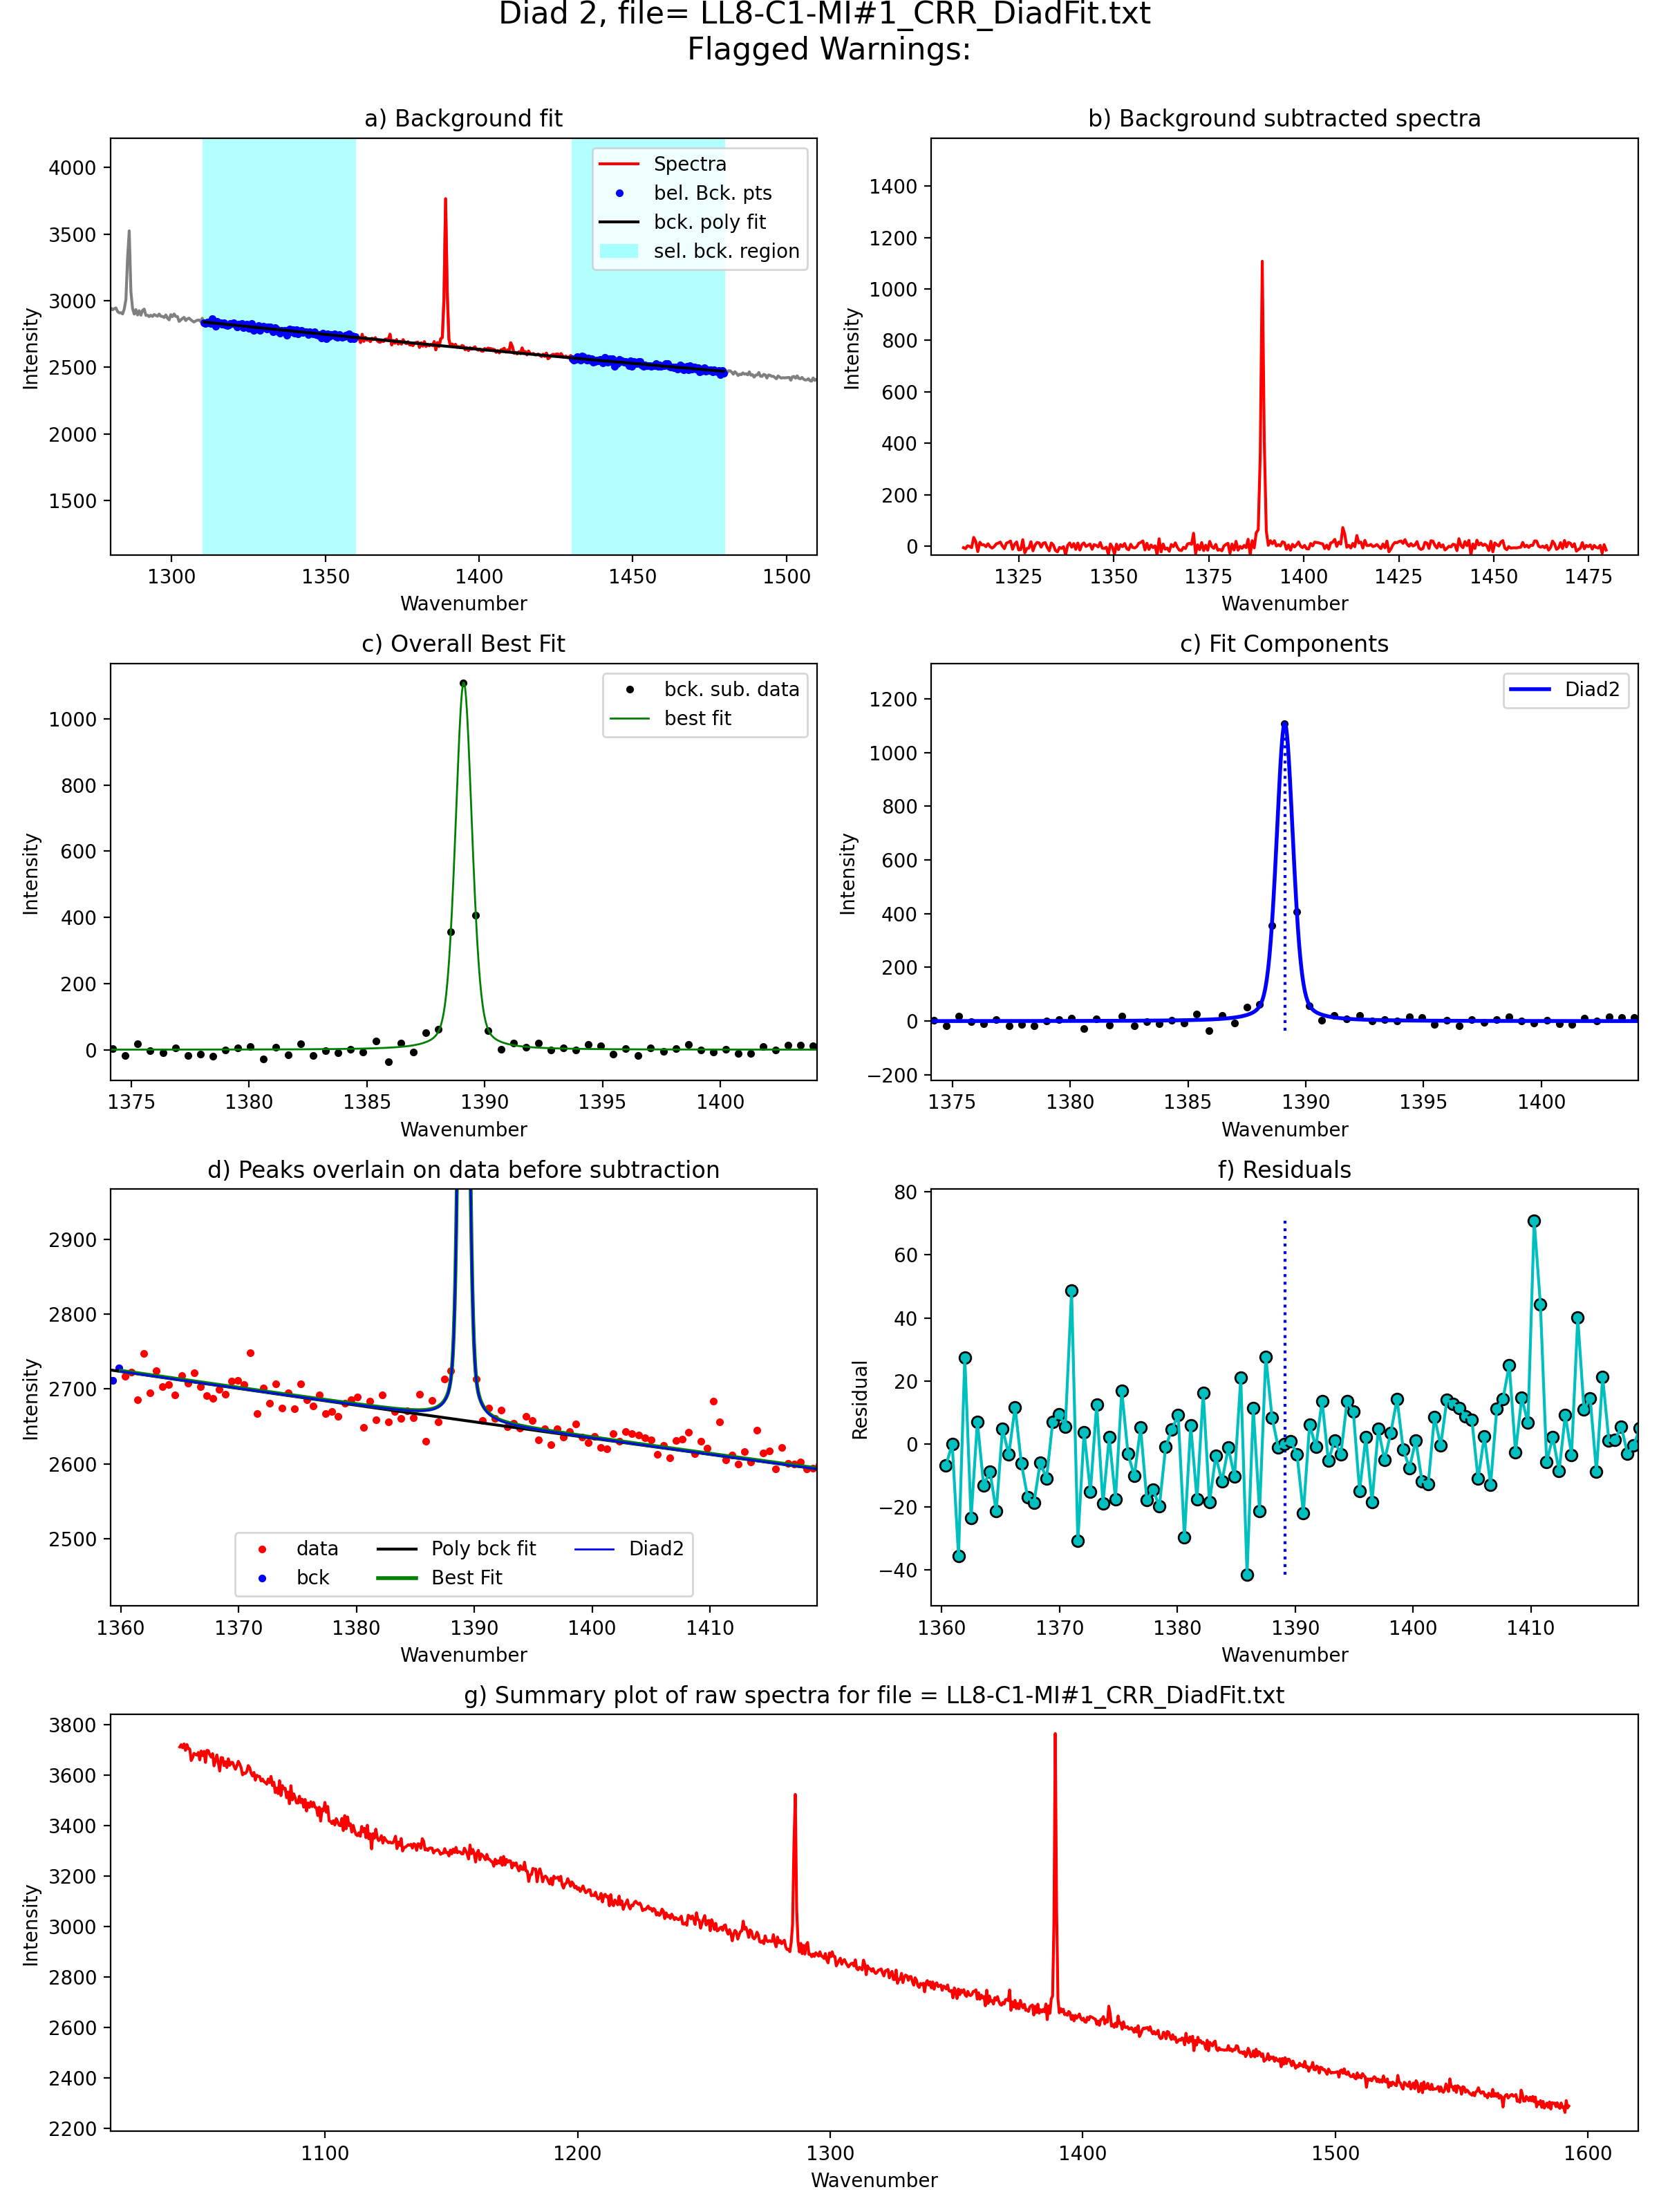 Diad 2, file= LL8-C1-MI#1_CRR_DiadFit.txt
Flagged Warnings:
a) Background fit
4000
3500
3000
2500
2000
1500
Intensity
1300 1350 1400 1450 1500
Wavenumber
Spectra
bel. Bck. pts
bck. poly fit
sel. bck. region
b) Background subtracted spectra
1400
1200
1000
800
600
400
200
0
Intensity
1325 1350 1375 1400 1425 1450 1475
Wavenumber
c) Overall Best Fit
1000
800
600
400
200
0
Intensity
1375 1380 1385 1390 1395 1400
Wavenumber
bck. sub. data
best fit
c) Fit Components
1200
1000
800
600
400
200
0
−200
Intensity
1375 1380 1385 1390 1395 1400
Wavenumber
Diad2
d) Peaks overlain on data before subtraction
2900
2800
2700
2600
2500
Intensity
1360 1370 1380 1390 1400 1410
Wavenumber
data
bck
Poly bck fit
Best Fit
Diad2
f) Residuals
80
60
40
20
0
−20
−40
Residual
1360 1370 1380 1390 1400 1410
Wavenumber
g) Summary plot of raw spectra for file = LL8-C1-MI#1_CRR_DiadFit.txt
3800
3600
3400
3200
3000
2800
2600
2400
2200
Intensity
1100 1200 1300 1400 1500 1600
Wavenumber